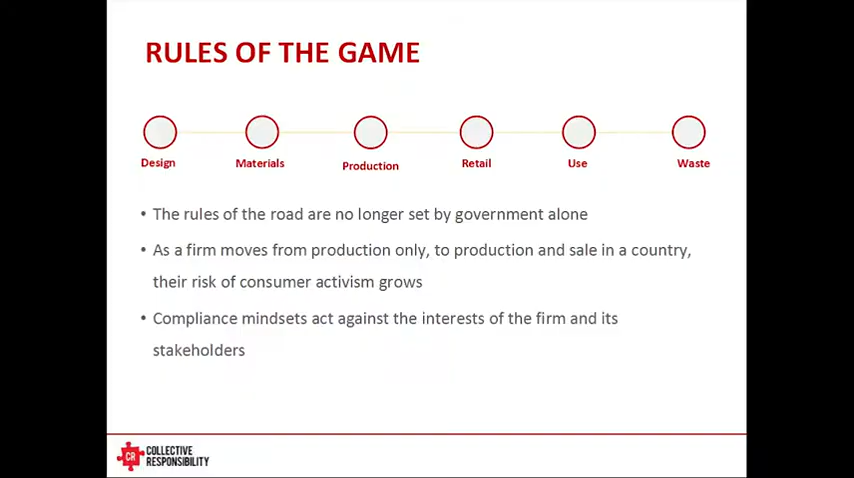 RULES OF THE GAME
Design
Materials
Production
Retail
Use
Waste
• The rules of the road are no longer set by government alone
• As a firm moves from production only, to production and sale in a country,
their risk of consumer activism grows
• Compliance mindsets act against the interests of the firm and its
stakeholders
CR
COLLECTIVE
RESPONSIBILITY